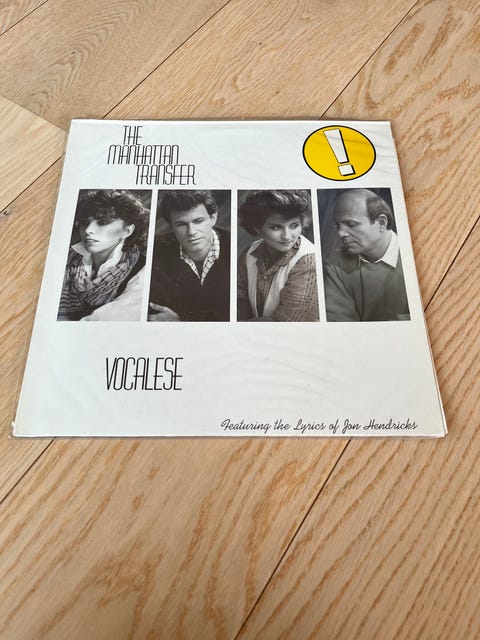 THE
MANHATTAN
TRANSFER
!
VOCALESE
Featuring the Lyrics of Jon Hendricks